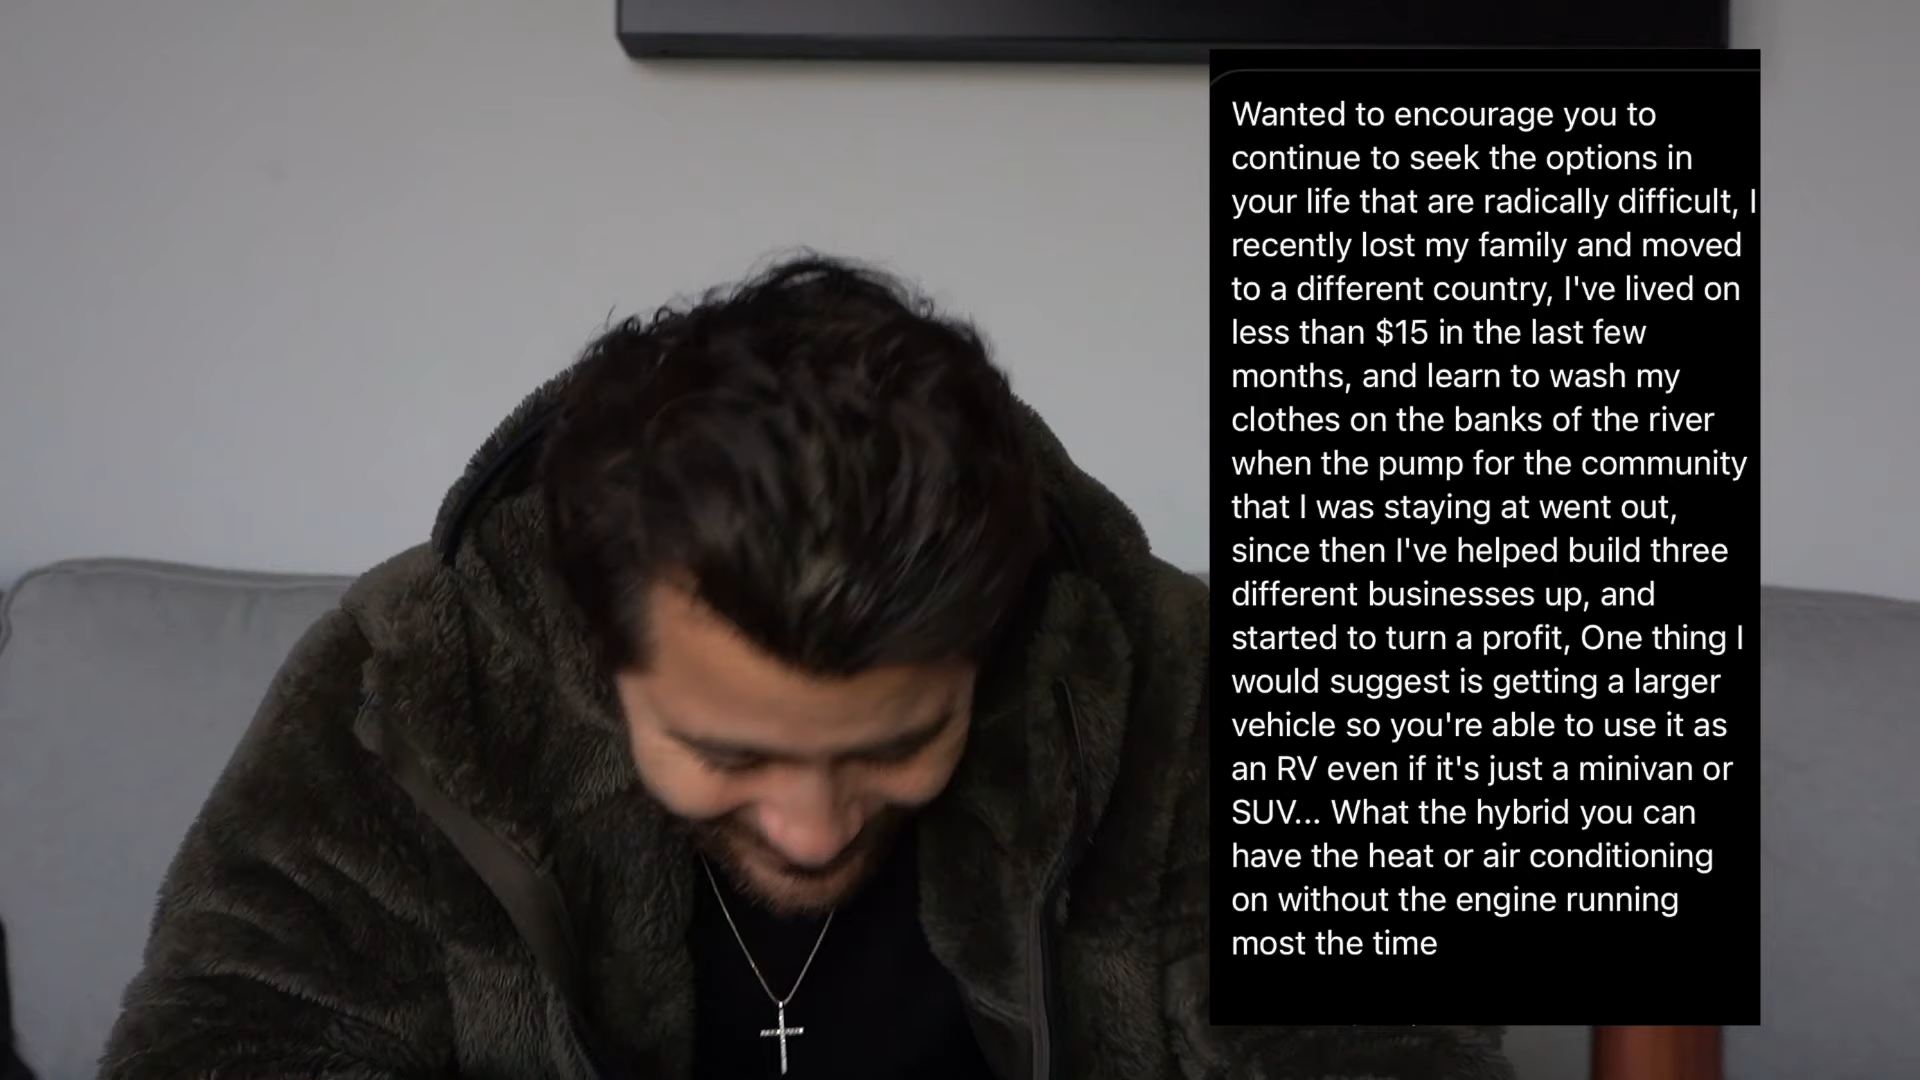 Wanted to encourage you to
continue to seek the options in
your life that are radically difficult, I
recently lost my family and moved
to a different country, I've lived on
less than $15 in the last few
months, and learn to wash my
clothes on the banks of the river
when the pump for the community
that I was staying at went out,
since then I've helped build three
different businesses up, and
started to turn a profit, One thing I
would suggest is getting a larger
vehicle so you're able to use it as
an RV even if it's just a minivan or
SUV... What the hybrid you can
have the heat or air conditioning
on without the engine running
most the time